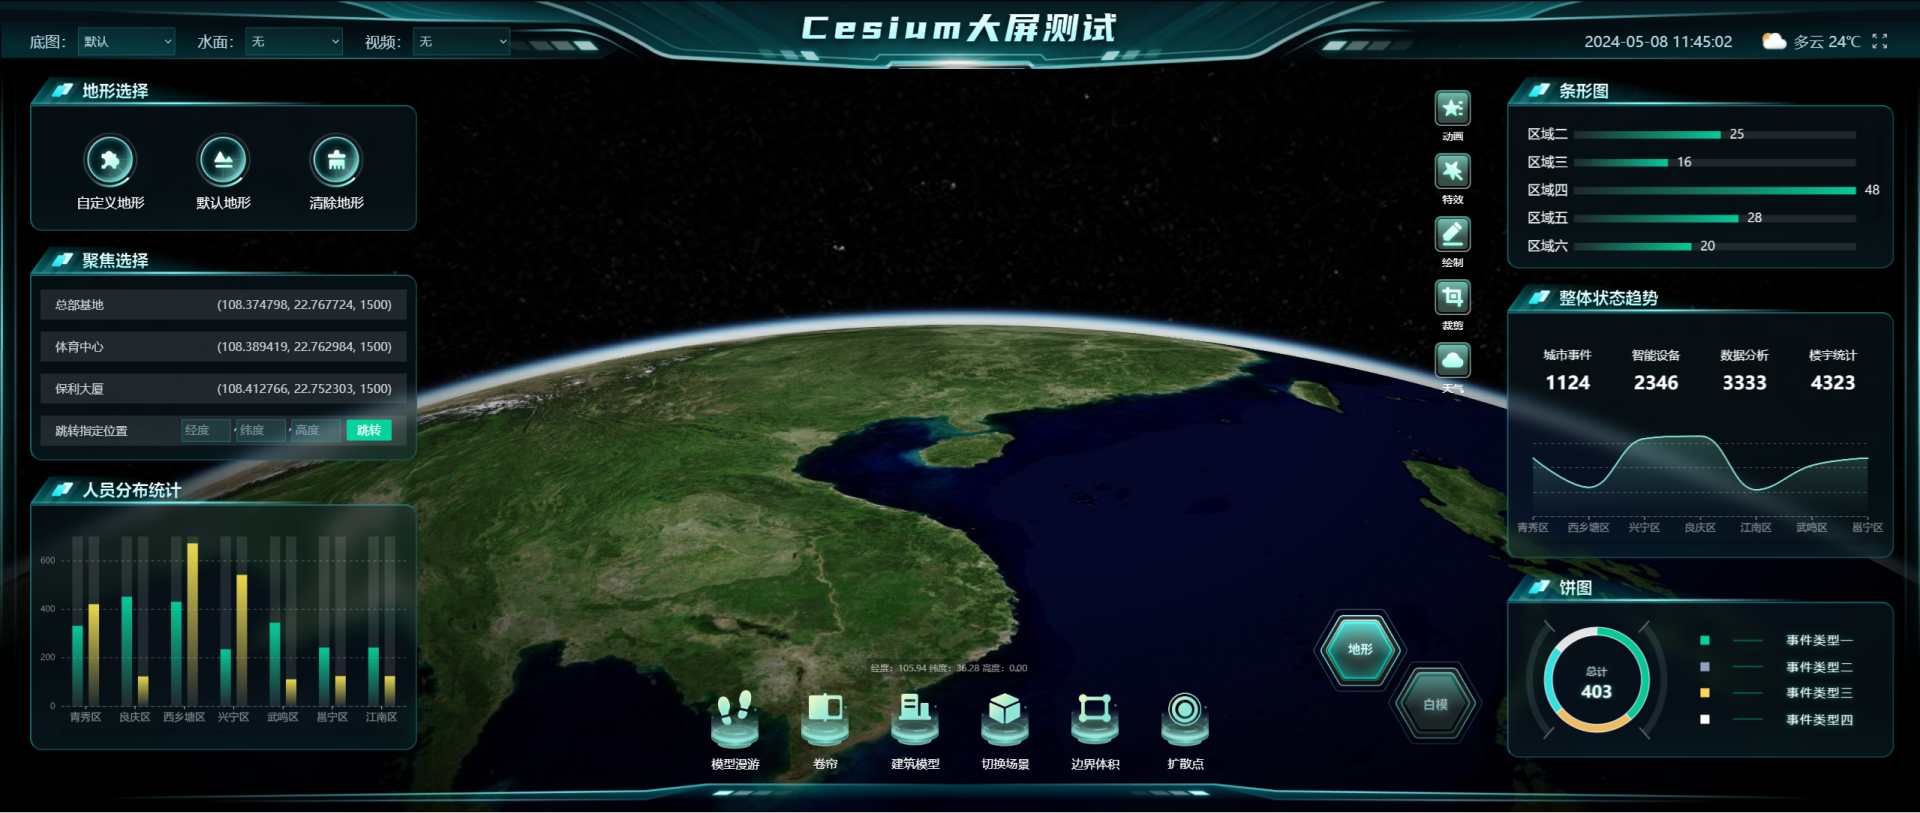 Cesium大屏测试
底图： 默认 水面： 无 视频： 无
2024-05-08 11:45:02 多云 24℃
地形选择
自定义地形 默认地形 清除地形
聚焦选择
总部基地 (108.374798, 22.767724, 1500)
体育中心 (108.389419, 22.762984, 1500)
保利大厦 (108.412766, 22.752303, 1500)
跳转指定位置 经度 , 纬度 , 高度 跳转
人员分布统计
600
400
200
0
青秀区 良庆区 西乡塘区 兴宁区 武鸣区 邕宁区 江南区
动画
特效
绘制
裁剪
天气
经度：105.94 纬度：36.28 高度：0.00
模型漫游 卷帘 建筑模型 切换场景 边界体积 扩散点
地形
白模
条形图
区域二 25
区域三 16
区域四 48
区域五 28
区域六 20
整体状态趋势
城市事件 智能设备 数据分析 楼宇统计
1124 2346 3333 4323
青秀区 西乡塘区 兴宁区 良庆区 江南区 武鸣区 邕宁区
饼图
总计
403
事件类型一
事件类型二
事件类型三
事件类型四